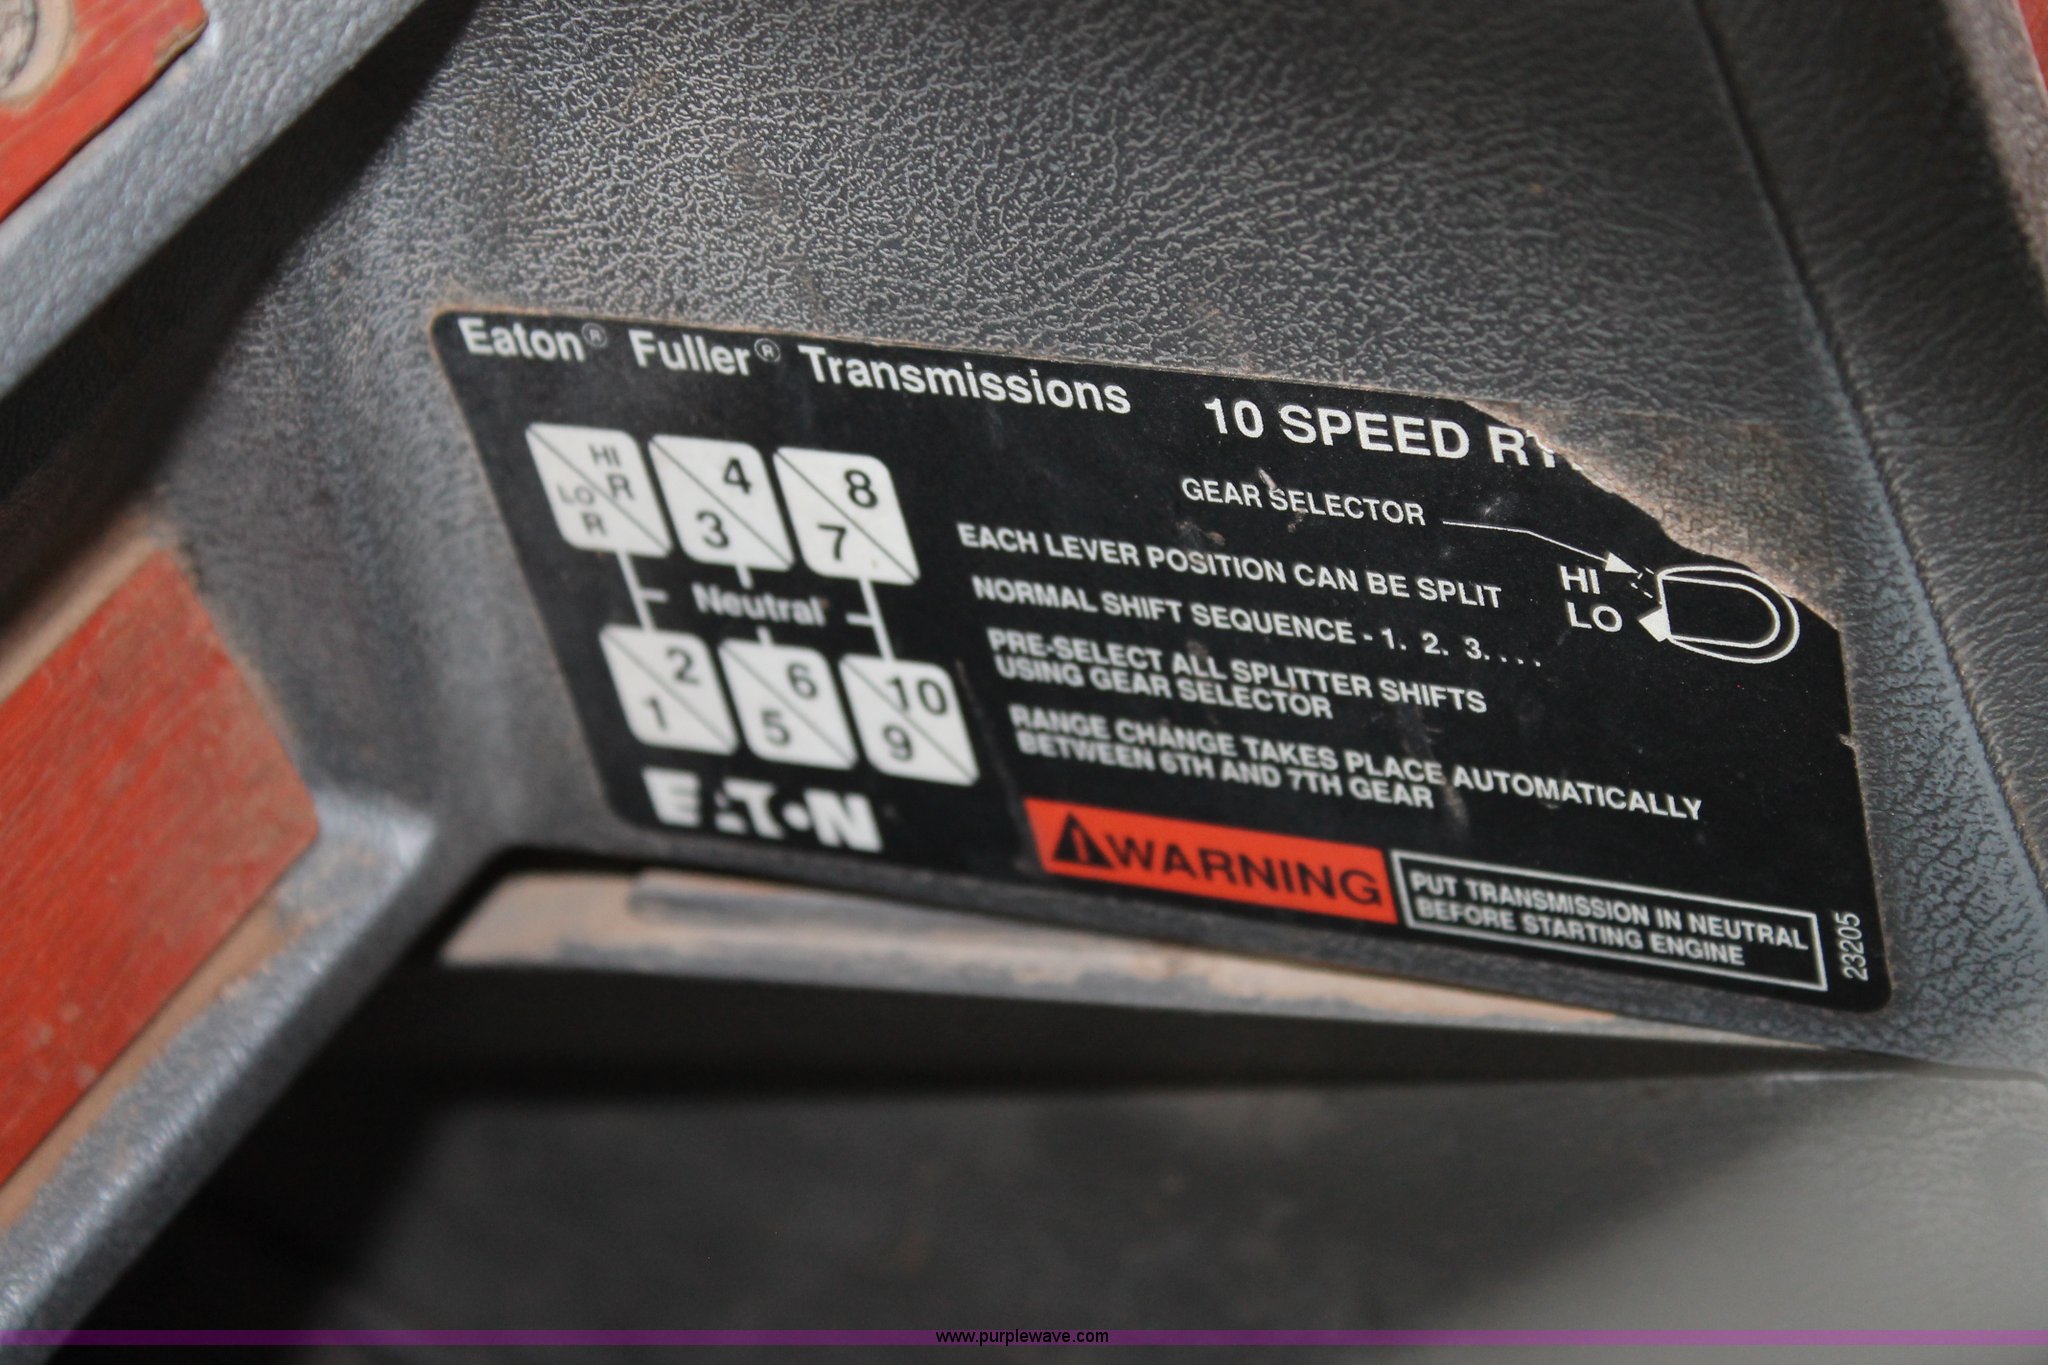 Eaton® Fuller® Transmissions 10 SPEED
HI
R
LO
R
4
3
8
7
Neutral
2
1
6
5
10
9
EATON
GEAR SELECTOR
HI
LO
EACH LEVER POSITION CAN BE SPLIT
NORMAL SHIFT SEQUENCE - 1. 2. 3. . . .
PRE-SELECT ALL SPLITTER SHIFTS
USING GEAR SELECTOR
RANGE CHANGE TAKES PLACE AUTOMATICALLY
BETWEEN 6TH AND 7TH GEAR
WARNING
PUT TRANSMISSION IN NEUTRAL
BEFORE STARTING ENGINE
23205
www.purplewave.com